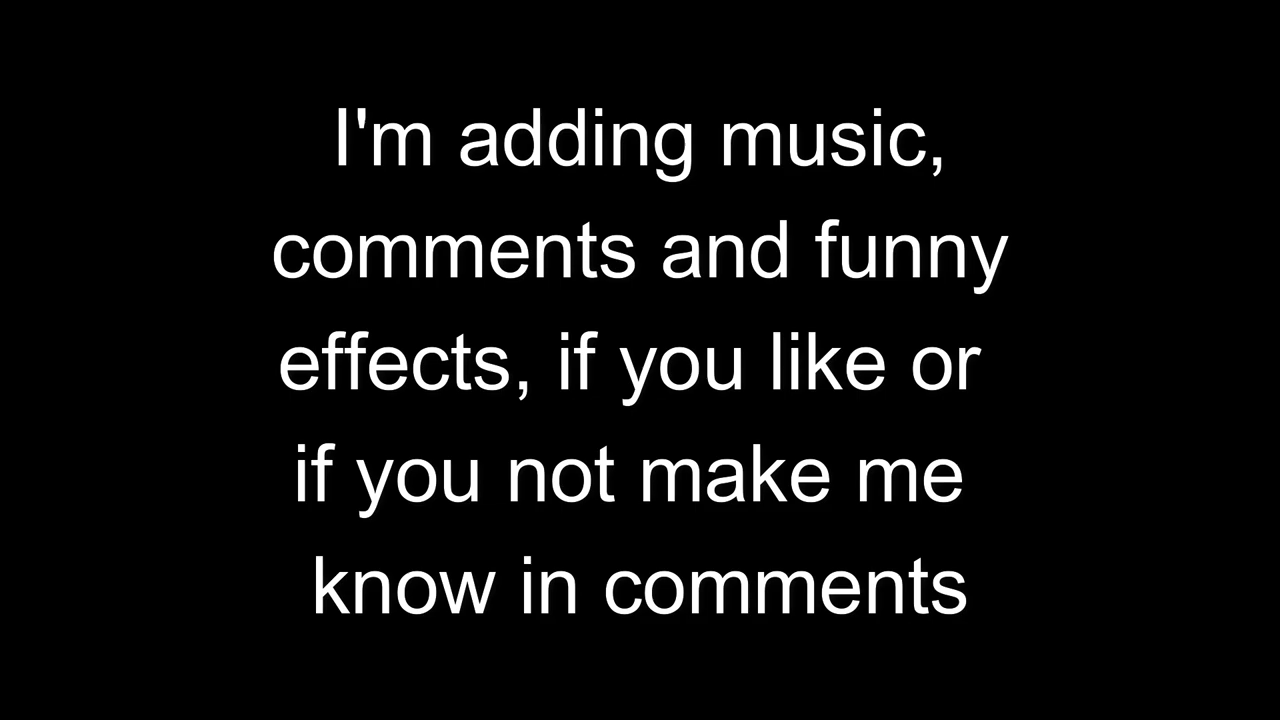 I'm adding music,
comments and funny
effects, if you like or
if you not make me
know in comments